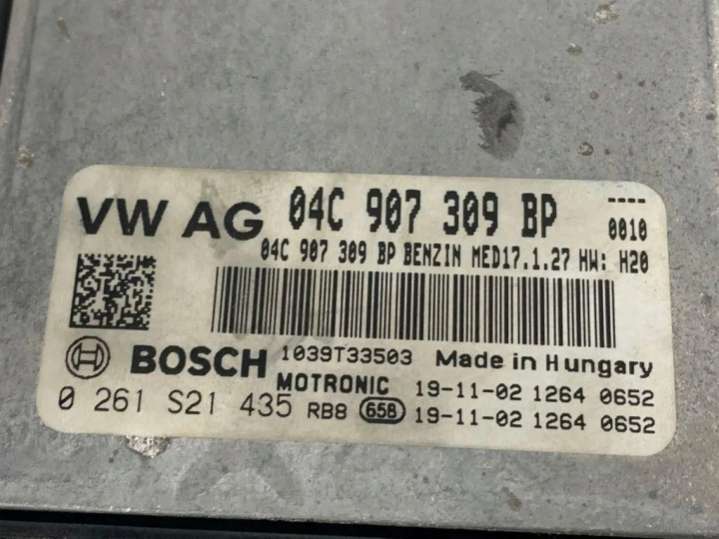 VW AG 04C 907 309 BP ---- 0010
04C 907 309 BP BENZIN MED17.1.27 HW: H20
BOSCH 1039T33503 Made in Hungary
MOTRONIC 19-11-02 1264 0652
0 261 S21 435 RB8 658 19-11-02 1264 0652